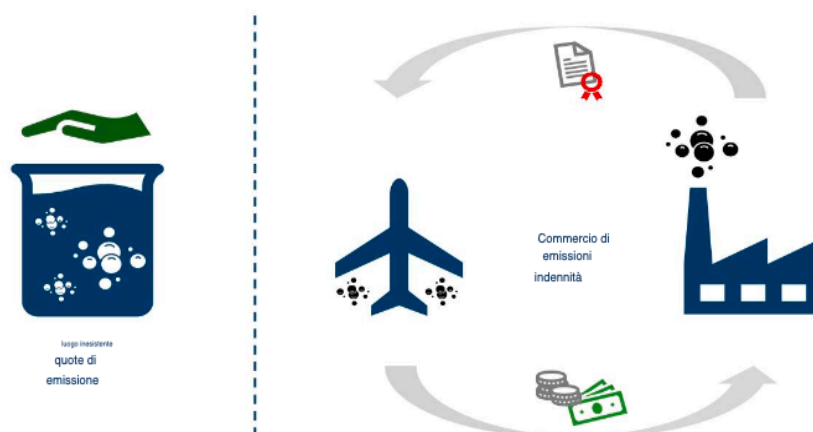 luogo inesistente
quote di
emissione
Commercio di
emissioni
indennità